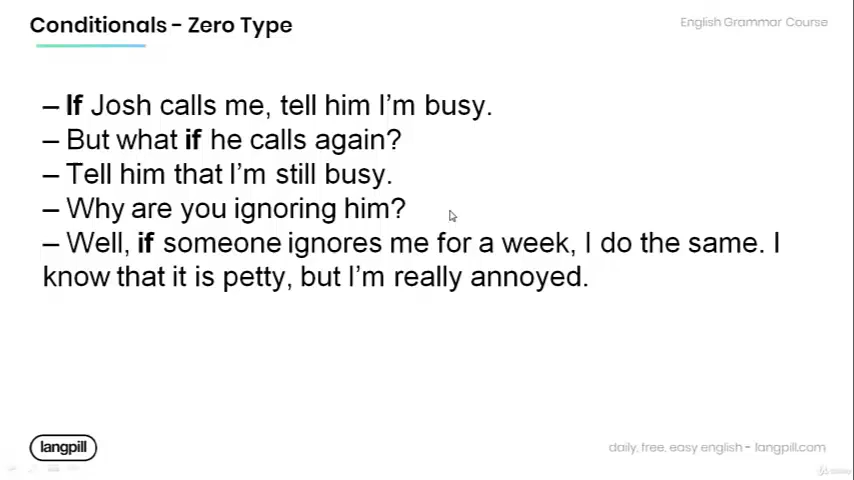 Conditionals – Zero Type
English Grammar Course
– If Josh calls me, tell him I'm busy.
– But what if he calls again?
– Tell him that I'm still busy.
– Why are you ignoring him?
– Well, if someone ignores me for a week, I do the same. I
know that it is petty, but I'm really annoyed.
langpill
daily, free, easy english – langpill.com